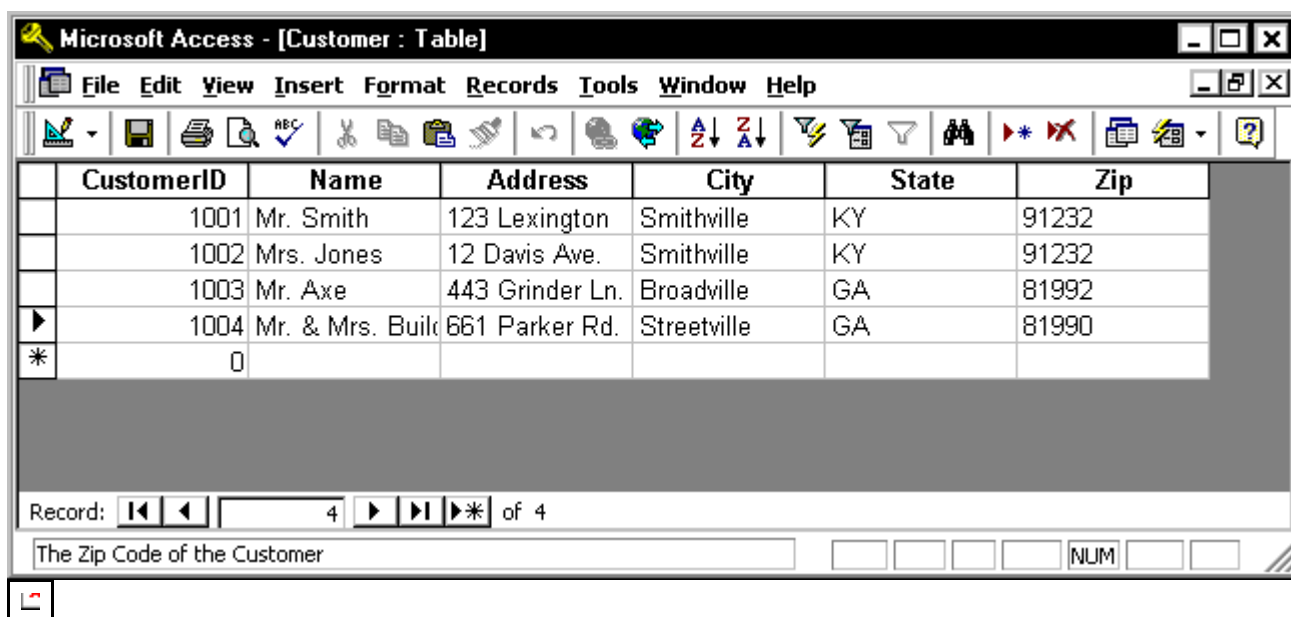 Microsoft Access - [Customer : Table]
File Edit View Insert Format Records Tools Window Help
ABC A Z Z A
CustomerID Name Address City State Zip
1001 Mr. Smith 123 Lexington Smithville KY 91232
1002 Mrs. Jones 12 Davis Ave. Smithville KY 91232
1003 Mr. Axe 443 Grinder Ln. Broadville GA 81992
1004 Mr. & Mrs. Buil 661 Parker Rd. Streetville GA 81990
0
Record: 4 of 4
The Zip Code of the Customer NUM